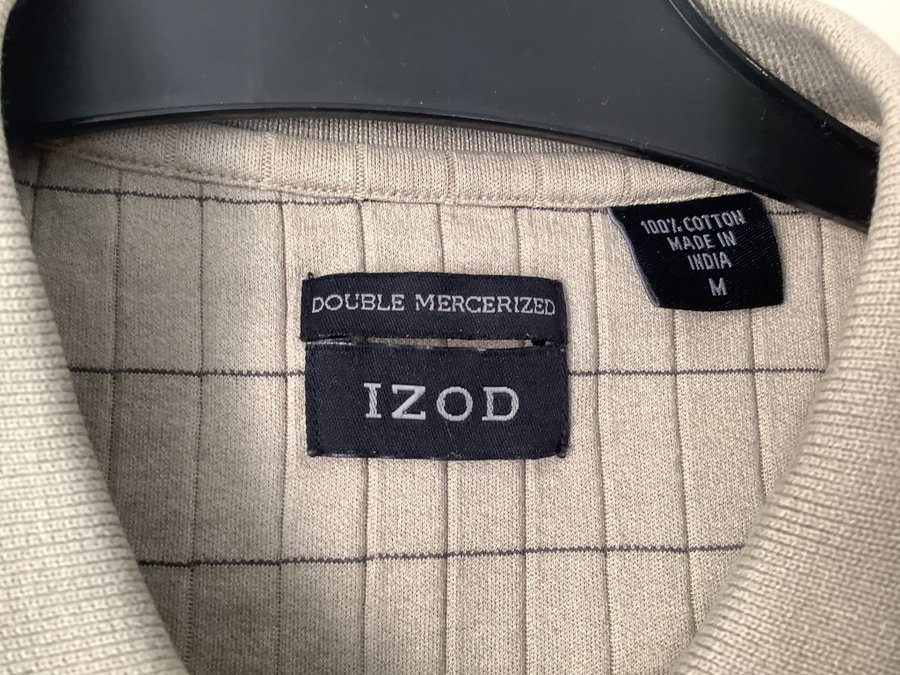 100% COTTON
MADE IN
INDIA
M
DOUBLE MERCERIZED
IZOD